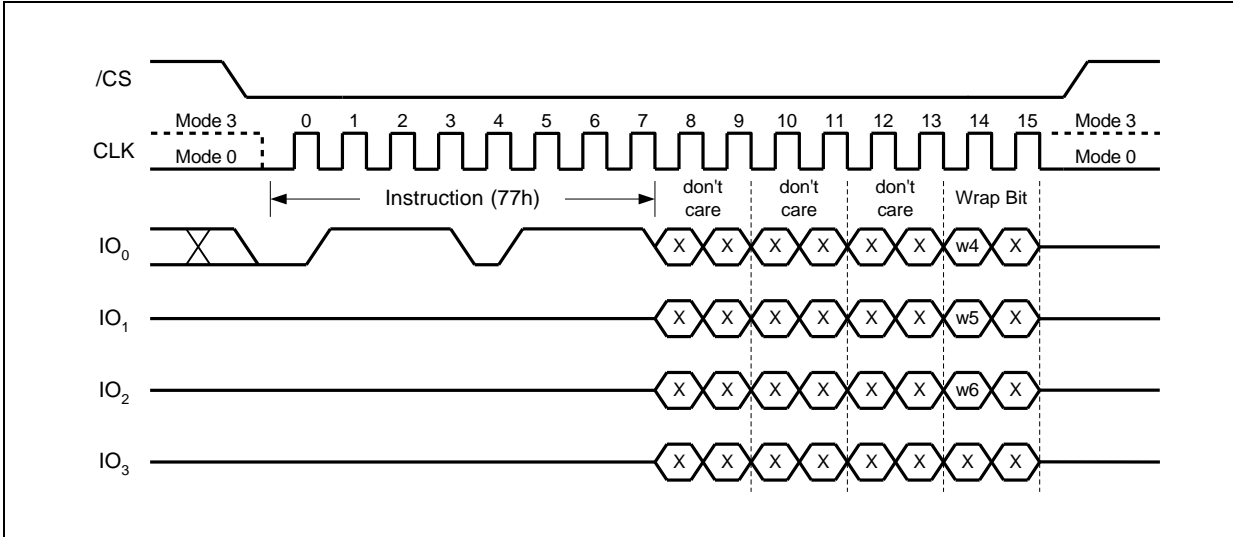 /CS
Mode 3 0 1 2 3 4 5 6 7 8 9 10 11 12 13 14 15 Mode 3
CLK
Mode 0 Mode 0
Instruction (77h) don't care don't care don't care Wrap Bit
IO0 X X X X X X w4 X
IO1 X X X X X X w5 X
IO2 X X X X X X w6 X
IO3 X X X X X X X X